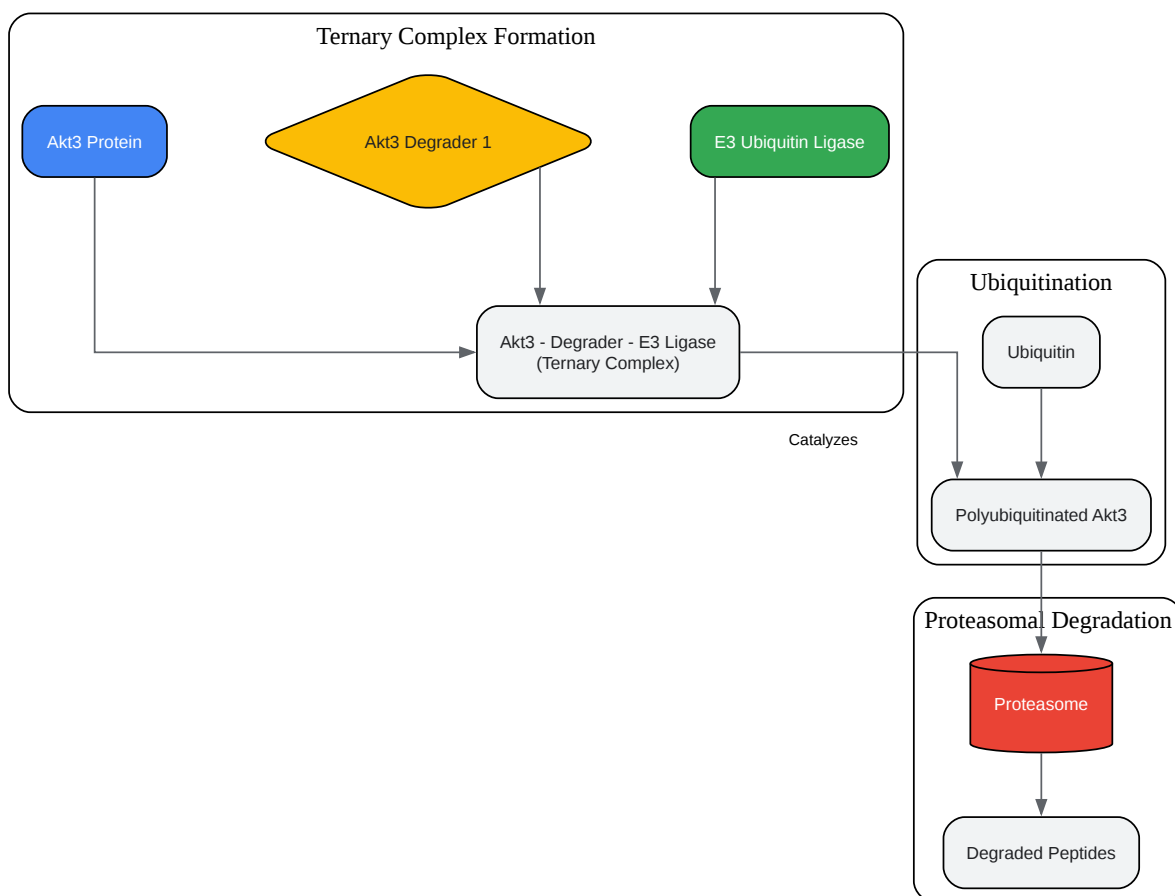 Ternary Complex Formation
Akt3 Protein
Akt3 Degrader 1
E3 Ubiquitin Ligase
Akt3 - Degrader - E3 Ligase
(Ternary Complex)
Catalyzes
Ubiquitination
Ubiquitin
Polyubiquitinated Akt3
Proteasomal Degradation
Proteasome
Degraded Peptides